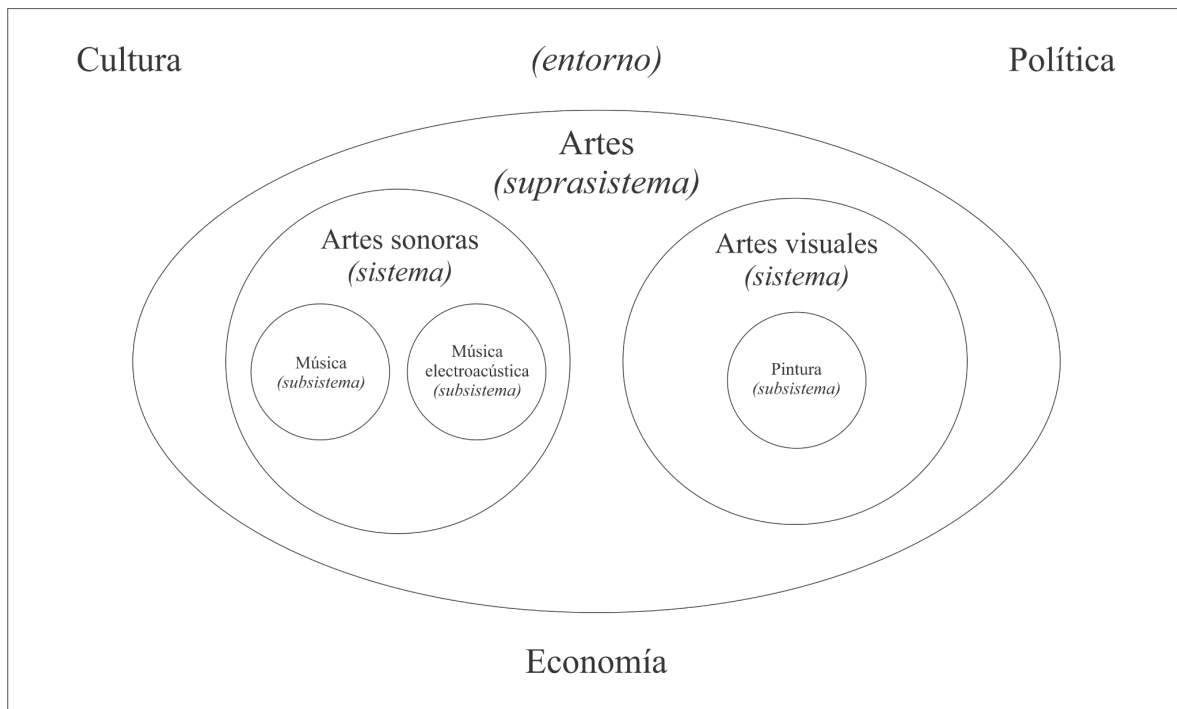 Cultura (entorno) Política
Artes
(suprasistema)
Artes sonoras
(sistema)
Música
(subsistema)
Música
electroacústica
(subsistema)
Artes visuales
(sistema)
Pintura
(subsistema)
Economía